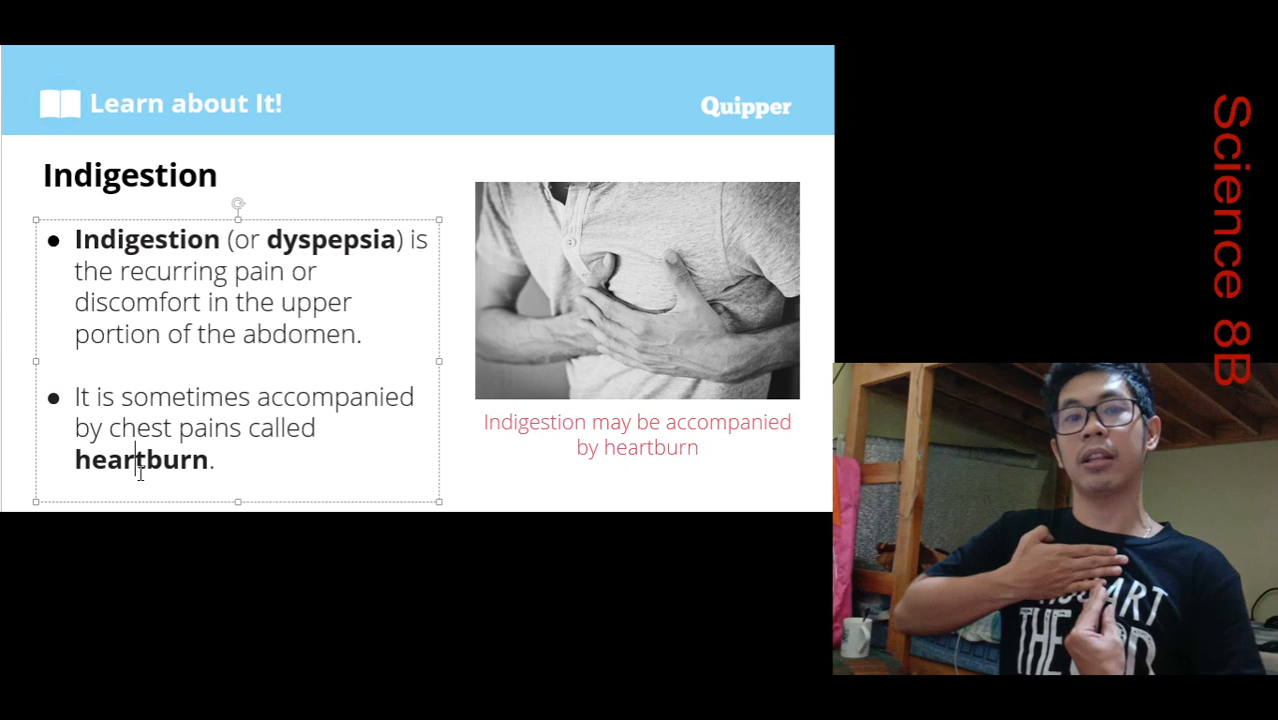 Learn about It!
Quipper
Indigestion
● Indigestion (or dyspepsia) is
the recurring pain or
discomfort in the upper
portion of the abdomen.
● It is sometimes accompanied
by chest pains called
heartburn.
Indigestion may be accompanied
by heartburn
Science 8B
ART
THE